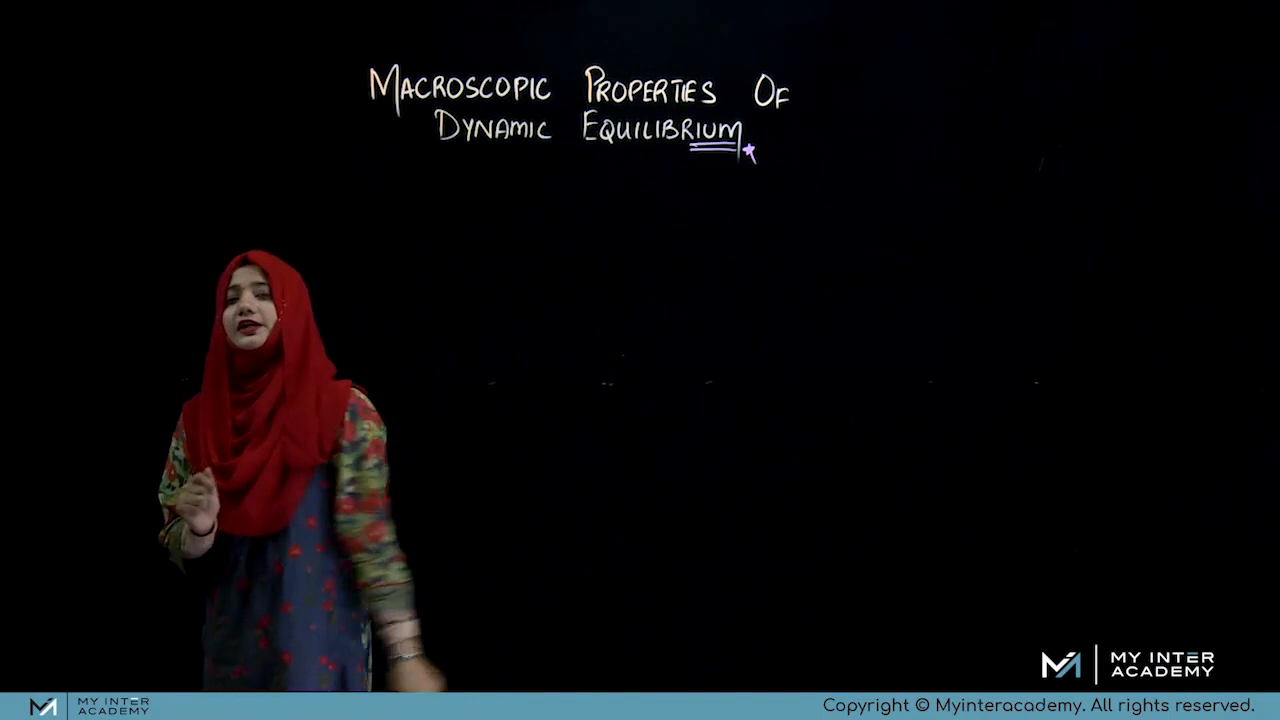 MACROSCOPIC PROPERTIES OF
DYNAMIC EQUILIBRIUM
MY INTER
ACADEMY
MY INTER
ACADEMY
Copyright © Myinteracademy. All rights reserved.